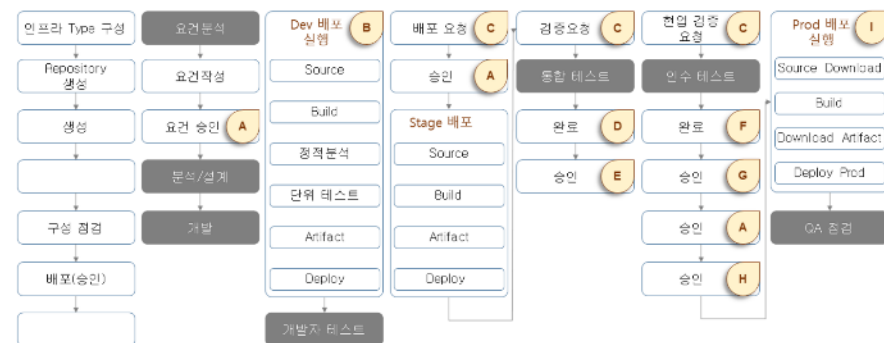 인프라 Type 구성
Repository
생성
생성
구성 점검
배포(승인)
요건분석
요건작성
요건 승인
A
분석/설계
개발
Dev 배포
실행
B
Source
Build
정적분석
단위 테스트
Artifact
Deploy
개발자 테스트
배포 요청
C
승인
A
Stage 배포
Source
Build
Artifact
Deploy
검증요청
C
통합 테스트
완료
D
승인
E
현업 검증
요청
C
인수 테스트
완료
F
승인
G
승인
A
승인
H
Prod 배포
실행
I
Source Download
Build
Download Artifact
Deploy Prod
QA 점검